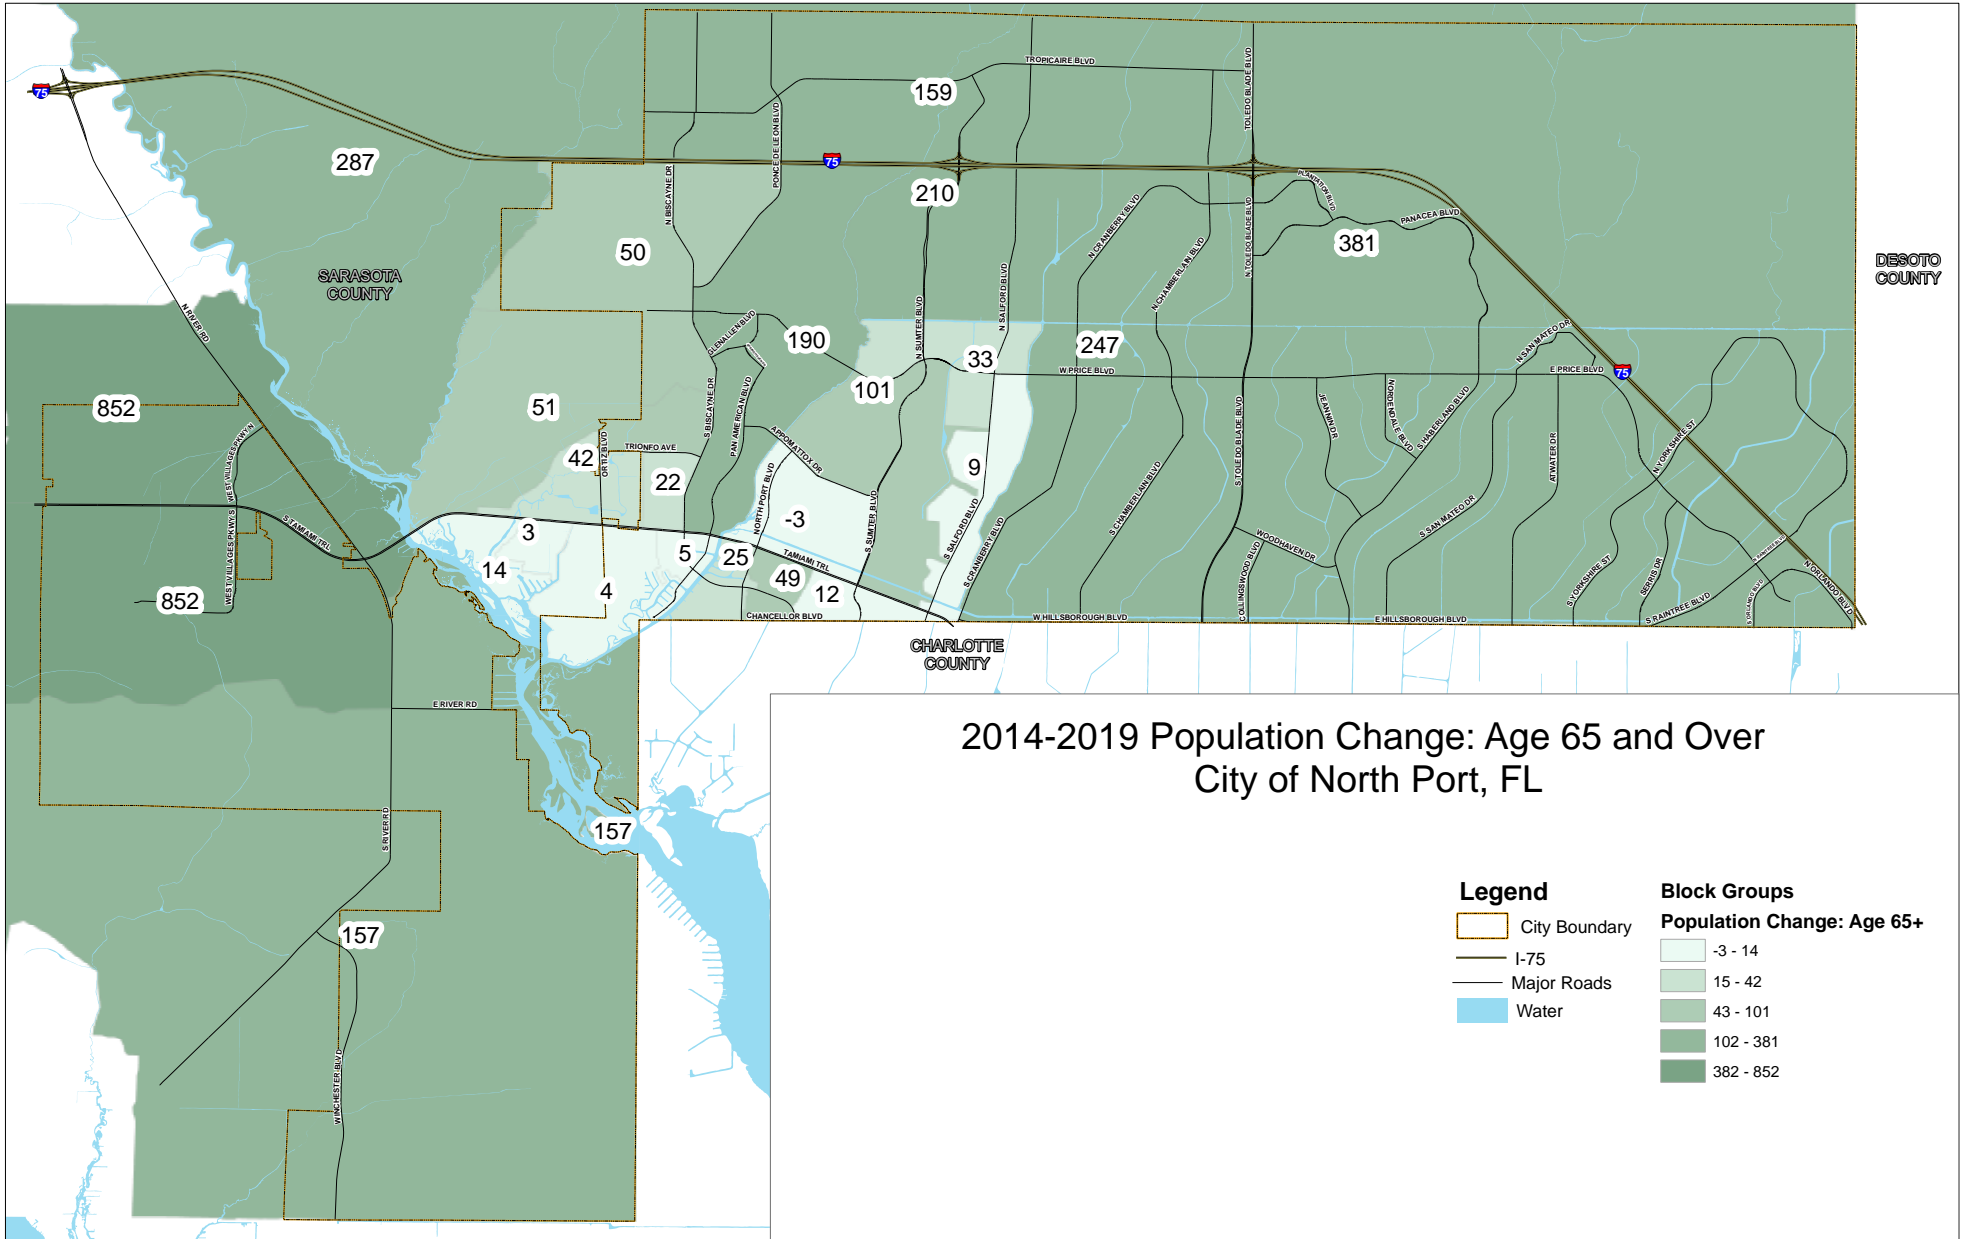 TROPICAIRE BLVD
75
159
TOLEDO BLADE BLVD
PONCE DE LEON BLVD
287
75
210
N BISCAYNE DR
PLANTATION BLVD
PANACEA BLVD
N CRANBERRY BLVD
N TOLEDO BLADE BLVD
50
381
N CHAMBERLAIN BLVD
SARASOTA
COUNTY
DESOTO
COUNTY
N SALFORD BLVD
N RIVER RD
GLENALLEN BLVD
N SUMTER BLVD
190
33
247
N SAN MATEO DR
W PRICE BLVD
E PRICE BLVD
75
101
852
51
S BISCAYNE DR
PAN AMERICAN BLVD
JEANNIN DR
NORDENDALE BLVD
S HABERLAND BLVD
WEST VILLAGES PKWY N
ORTIZ BLVD
TRIONFO AVE
APPOMATTOX DR
S TOLEDO BLADE BLVD
ATWATER DR
N YORKSHIRE ST
42
22
9
NORTH PORT BLVD
S CHAMBERLAIN BLVD
WEST VILLAGES PKWY S
S TAMIAMI TRL
3
-3
S SUMTER BLVD
S SALFORD BLVD
S CRANBERRY BLVD
S SAN MATEO DR
WOODHAVEN DR
5
25
TAMIAMI TRL
14
49
12
4
COLLINGSWOOD BLVD
S YORKSHIRE ST
SERRIS DR
N ORLANDO BLVD
852
S RAINTREE BLVD
S ORLANDO BLVD
CHANCELLOR BLVD
W HILLSBOROUGH BLVD
E HILLSBOROUGH BLVD
CHARLOTTE
COUNTY
E RIVER RD
2014-2019 Population Change: Age 65 and Over
City of North Port, FL
S RIVER RD
157
157
WINCHESTER BLVD
Legend
City Boundary
I-75
Major Roads
Water
Block Groups
Population Change: Age 65+
-3 - 14
15 - 42
43 - 101
102 - 381
382 - 852